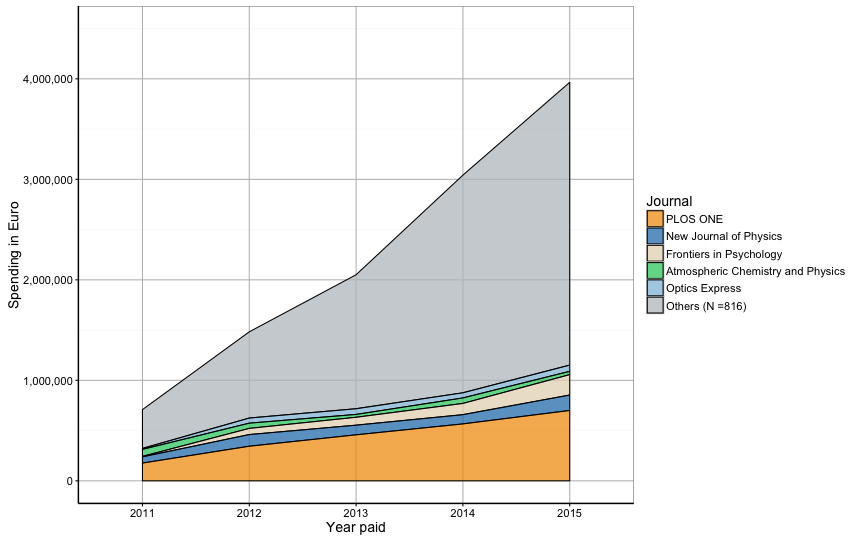 4,000,000
3,000,000
2,000,000
1,000,000
0
Spending in Euro
2011 2012 2013 2014 2015
Year paid
Journal
PLOS ONE
New Journal of Physics
Frontiers in Psychology
Atmospheric Chemistry and Physics
Optics Express
Others (N =816)